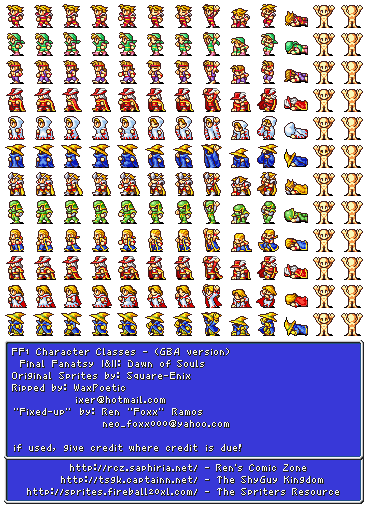 FF1 Character Classes - (GBA version)
Final Fanatsy I&II: Dawn of Souls
Original Sprites by: Square-Enix
Ripped by: WaxPoetic
ixer@hotmail.com
"Fixed-up" by: Ren "Foxx" Ramos
neo_foxx000@yahoo.com
if used, give credit where credit is due!
http://rcz.saphiria.net/ - Ren's Comic Zone
http://tsgk.captainn.net/ - The ShyGuy Kingdom
http://sprites.fireball20xl.com/ - The Spriters Resource